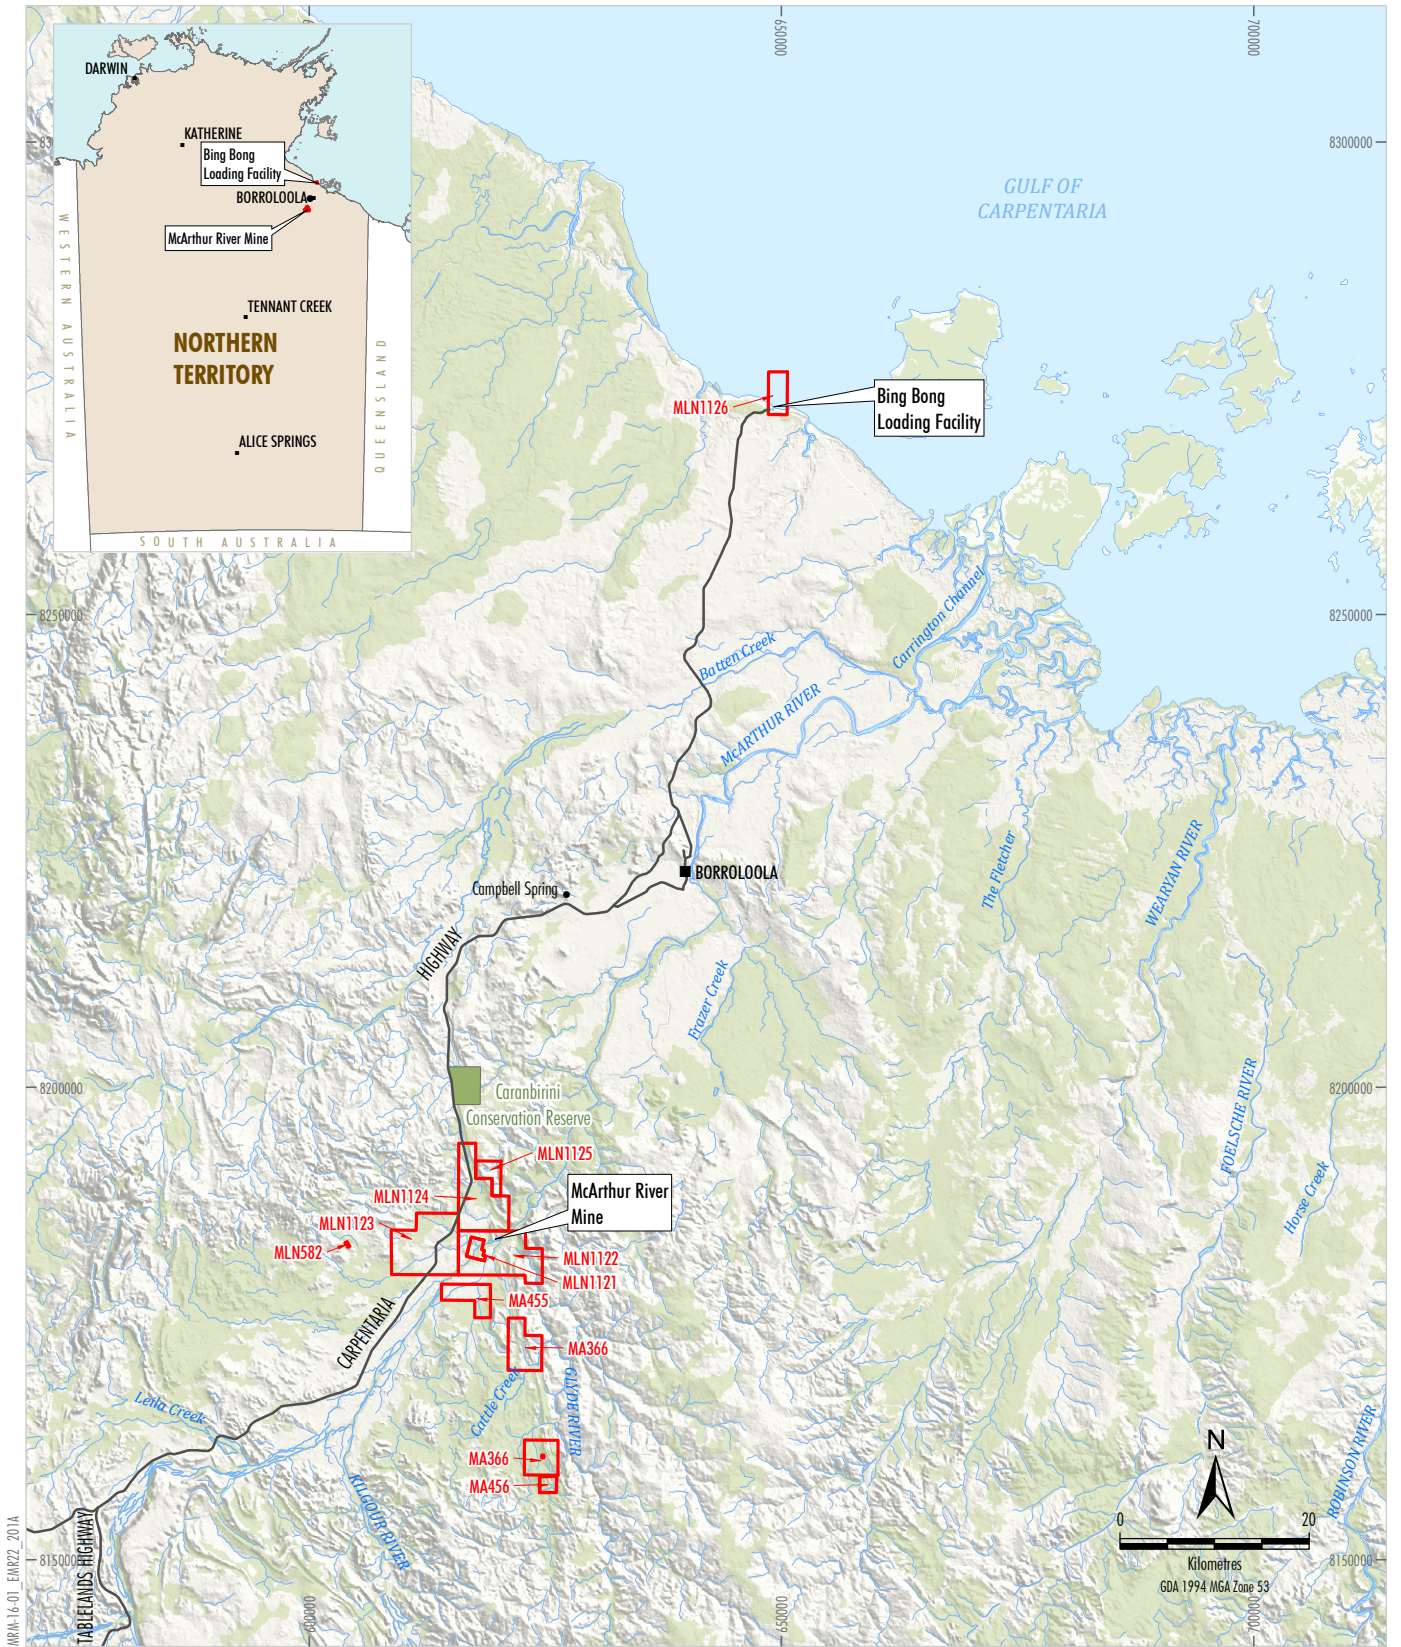 650000
700000
DARWIN
KATHERINE
Bing Bong
Loading Facility
BORROLOOLA
McArthur River Mine
TENNANT CREEK
NORTHERN
TERRITORY
ALICE SPRINGS
WESTERN AUSTRALIA
QUEENSLAND
SOUTH AUSTRALIA
8300000
GULF OF
CARPENTARIA
MLN1126
Bing Bong
Loading Facility
8250000
8250000
Carrington Channel
Batten Creek
McARTHUR RIVER
The Fletcher
WEARYAN RIVER
BORROLOOLA
Campbell Spring
HIGHWAY
Frazer Creek
8200000
8200000
Caranbirini
Conservation Reserve
FOELSCHE RIVER
Horse Creek
MLN1125
MLN1124
McArthur River
Mine
MLN1123
MLN582
MLN1122
MLN1121
MA455
CARPENTARIA
MA366
Leila Creek
Cattle Creek
GLYDE RIVER
MA366
MA456
KILGOUR RIVER
ROBINSON RIVER
N
0 20
Kilometres
GDA 1994 MGA Zone 53
TABLELANDS HIGHWAY
8150000
8150000
600000
650000
700000
MRM-16-01_EMR22_201A